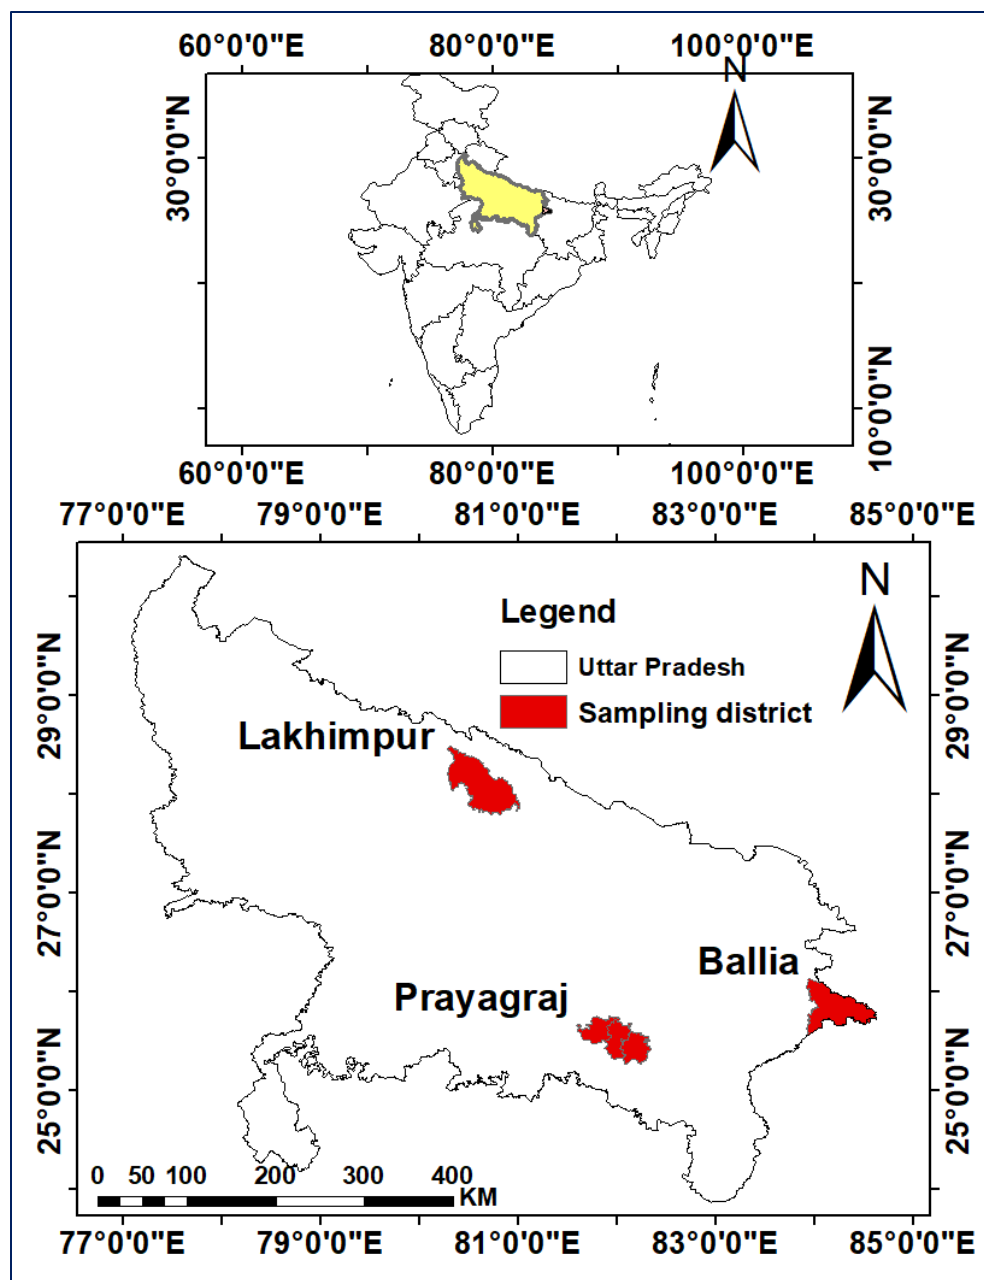 60°0'0"E 80°0'0"E 100°0'0"E
N
30°0'0"N 30°0'0"N
10°0'0"N
60°0'0"E 80°0'0"E 100°0'0"E
77°0'0"E 79°0'0"E 81°0'0"E 83°0'0"E 85°0'0"E
N
Legend
Uttar Pradesh
Sampling district
29°0'0"N 29°0'0"N
Lakhimpur
27°0'0"N 27°0'0"N
Ballia
Prayagraj
25°0'0"N 25°0'0"N
0 50 100 200 300 400
KM
77°0'0"E 79°0'0"E 81°0'0"E 83°0'0"E 85°0'0"E